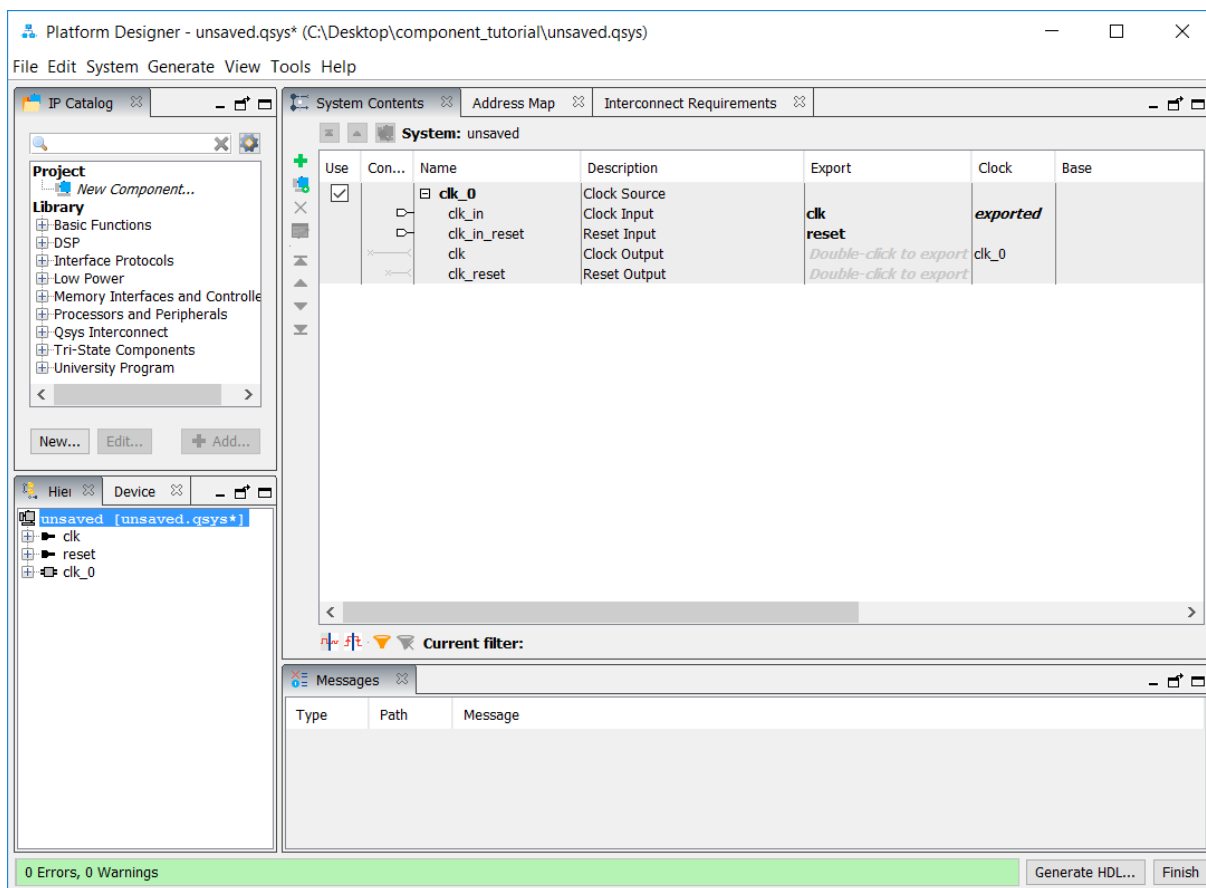 Platform Designer - unsaved.qsys* (C:\Desktop\component_tutorial\unsaved.qsys)
File Edit System Generate View Tools Help
IP Catalog
Project
New Component...
Library
Basic Functions
DSP
Interface Protocols
Low Power
Memory Interfaces and Controlle
Processors and Peripherals
Qsys Interconnect
Tri-State Components
University Program
New... Edit... Add...
Hier Device
unsaved [unsaved.qsys*]
clk
reset
clk_0
System Contents Address Map Interconnect Requirements
System: unsaved
Use Con... Name Description Export Clock Base
clk_0 Clock Source
clk_in Clock Input clk exported
clk_in_reset Reset Input reset
clk Clock Output Double-click to export clk_0
clk_reset Reset Output Double-click to export
Current filter:
Messages
Type Path Message
0 Errors, 0 Warnings
Generate HDL... Finish